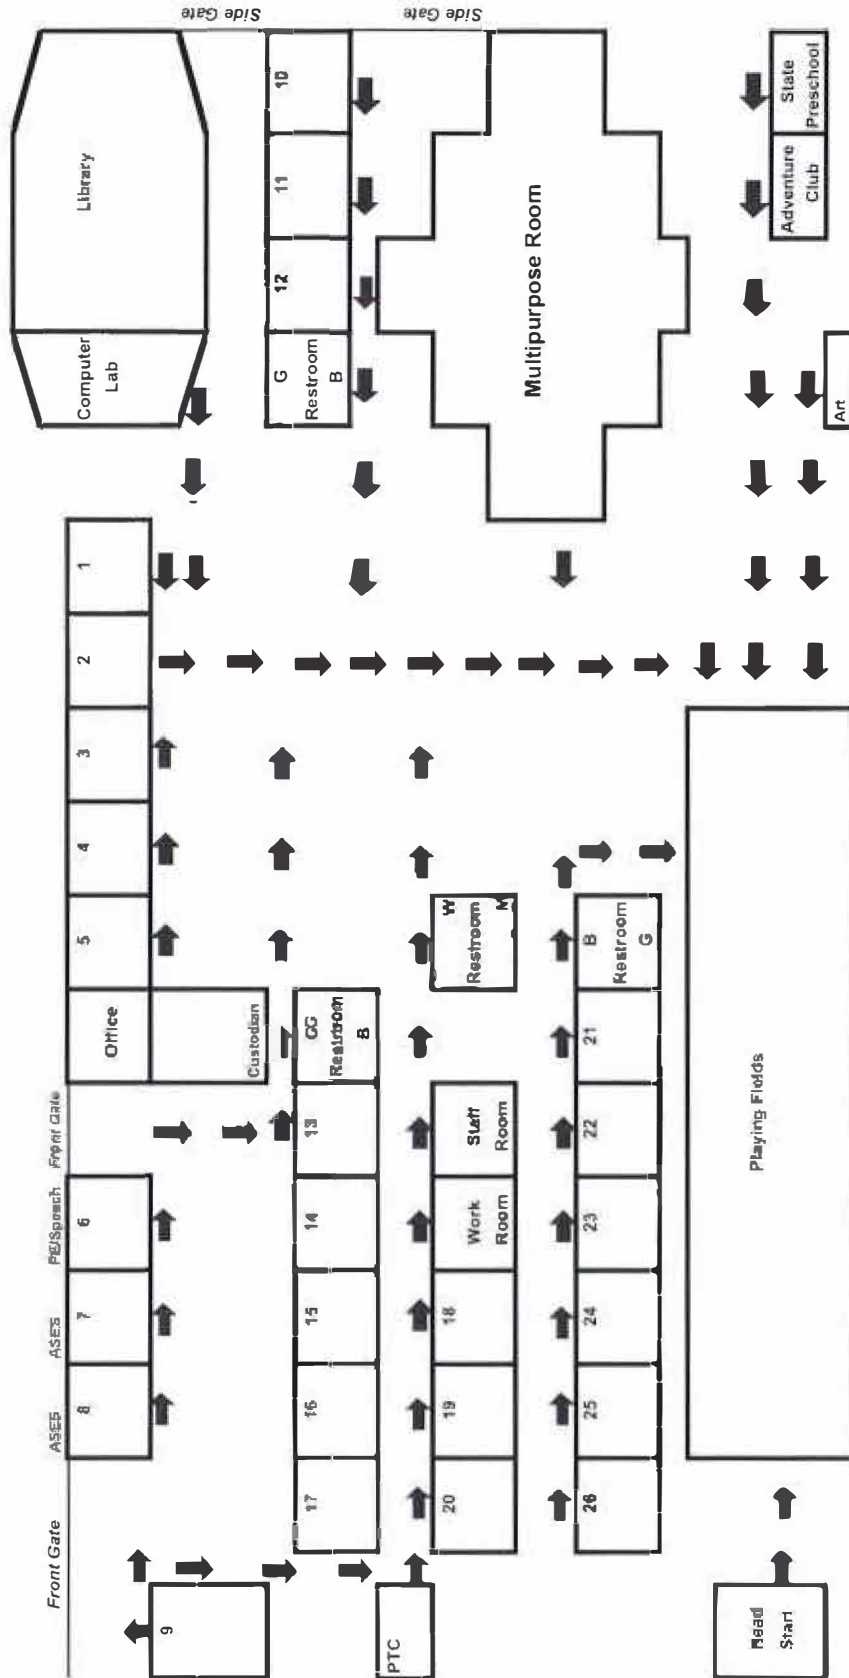 Side Gate
Side Gate
Library
Computer
Lab
10
11
12
G
Restroom
B
Multipurpose Room
State
Preschool
Adventure
Club
Art
1
2
3
4
5
Office
Custodian
Front Gate
PE/Speech
6
ASES
7
ASES
8
Front Gate
9
GG
Restroom
B
13
14
15
16
17
W
Restroom
M
Staff
Room
Work
Room
18
19
20
PTC
B
Restroom
G
21
22
23
24
25
26
Playing Fields
Head
Start